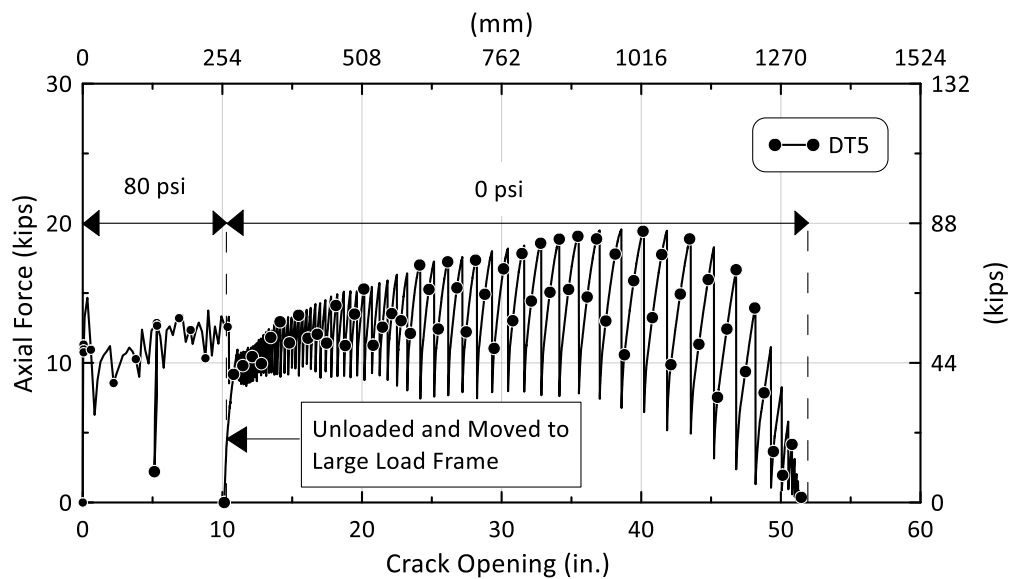 (mm)
0 254 508 762 1016 1270 1524
30 132
DT5
80 psi 0 psi
20 88
Axial Force (kips)
(kips)
10 44
Unloaded and Moved to
Large Load Frame
0 0
0 10 20 30 40 50 60
Crack Opening (in.)